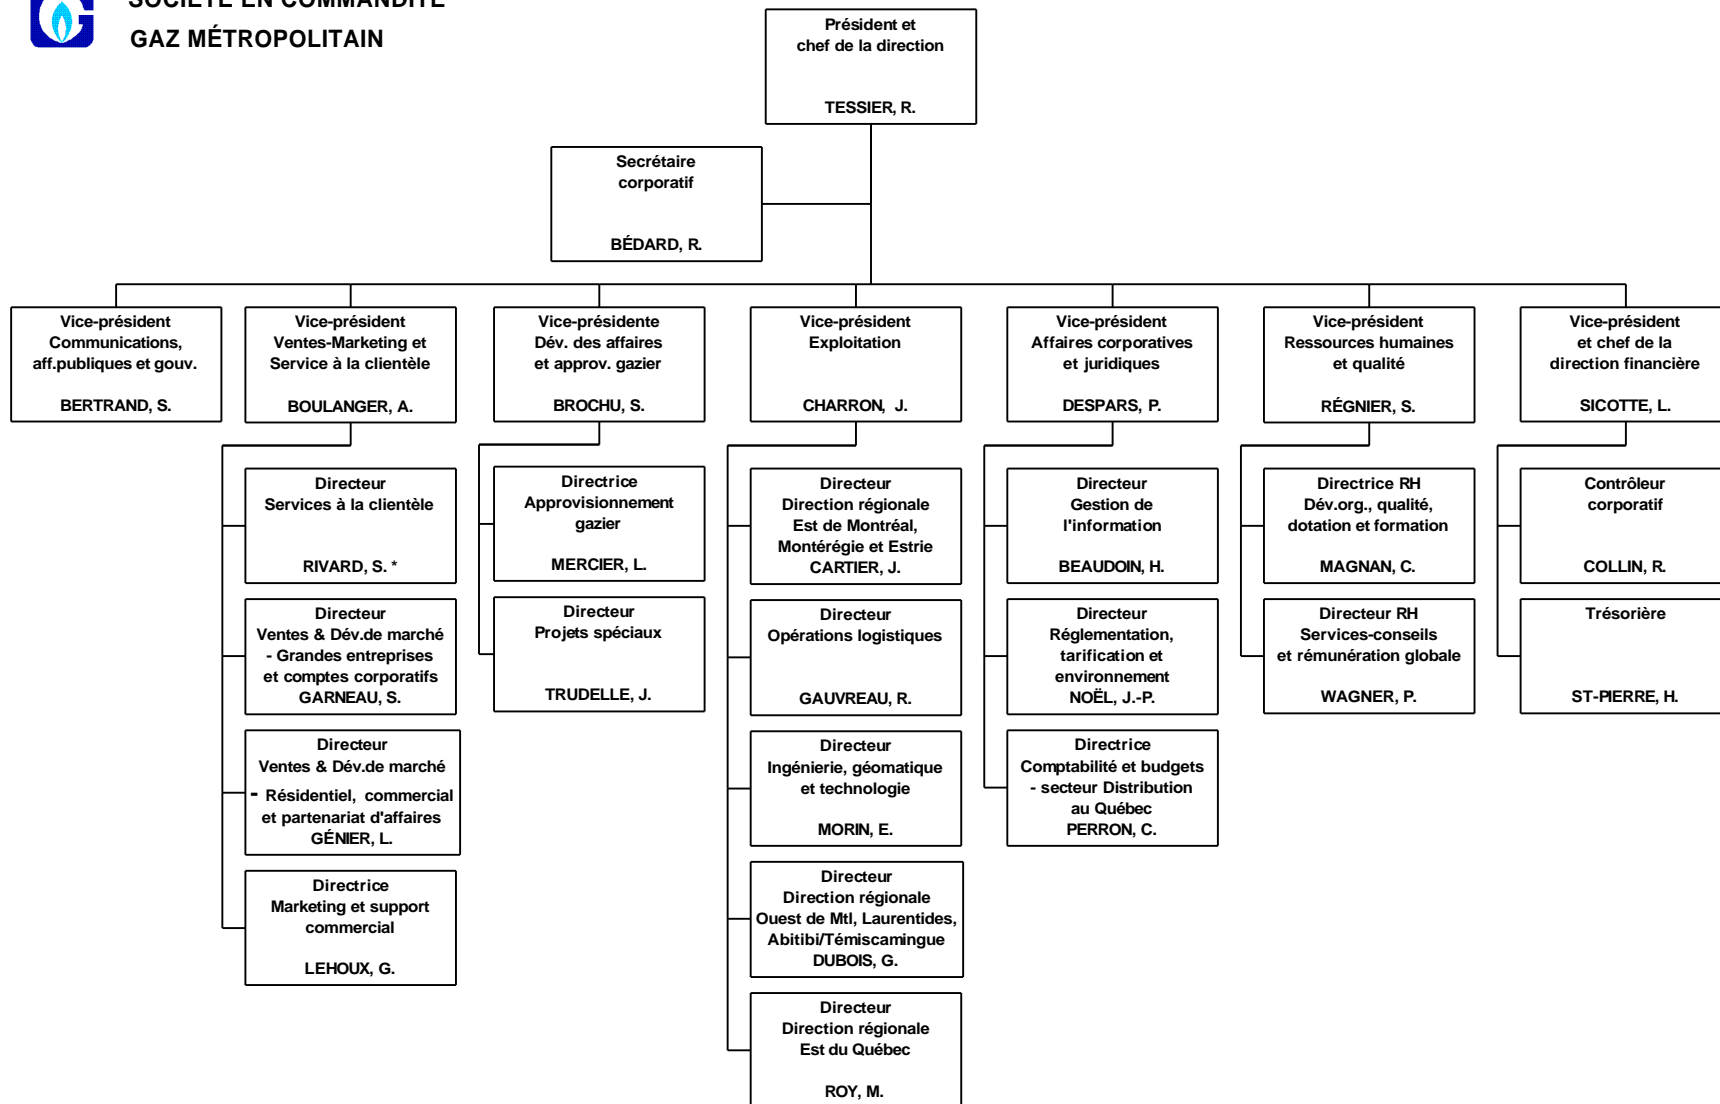 SOCIÉTÉ EN COMMANDITE
GAZ MÉTROPOLITAIN
Président et
chef de la direction
TESSIER, R.
Secrétaire
corporatif
BÉDARD, R.
Vice-président
Communications,
aff.publiques et gouv.
BERTRAND, S.
Vice-président
Ventes-Marketing et
Service à la clientèle
BOULANGER, A.
Vice-présidente
Dév. des affaires
et approv. gazier
BROCHU, S.
Vice-président
Exploitation
CHARRON, J.
Vice-président
Affaires corporatives
et juridiques
DESPARS, P.
Vice-président
Ressources humaines
et qualité
RÉGNIER, S.
Vice-président
et chef de la
direction financière
SICOTTE, L.
Directeur
Services à la clientèle
RIVARD, S. *
Directeur
Ventes & Dév.de marché
- Grandes entreprises
et comptes corporatifs
GARNEAU, S.
Directeur
Ventes & Dév.de marché
- Résidentiel, commercial
et partenariat d'affaires
GÉNIER, L.
Directrice
Marketing et support
commercial
LEHOUX, G.
Directrice
Approvisionnement
gazier
MERCIER, L.
Directeur
Projets spéciaux
TRUDELLE, J.
Directeur
Direction régionale
Est de Montréal,
Montérégie et Estrie
CARTIER, J.
Directeur
Opérations logistiques
GAUVREAU, R.
Directeur
Ingénierie, géomatique
et technologie
MORIN, E.
Directeur
Direction régionale
Ouest de Mtl, Laurentides,
Abitibi/Témiscamingue
DUBOIS, G.
Directeur
Direction régionale
Est du Québec
ROY, M.
Directeur
Gestion de
l'information
BEAUDOIN, H.
Directeur
Réglementation,
tarification et
environnement
NOËL, J.-P.
Directrice
Comptabilité et budgets
- secteur Distribution
au Québec
PERRON, C.
Directrice RH
Dév.org., qualité,
dotation et formation
MAGNAN, C.
Directeur RH
Services-conseils
et rémunération globale
WAGNER, P.
Contrôleur
corporatif
COLLIN, R.
Trésorière
ST-PIERRE, H.